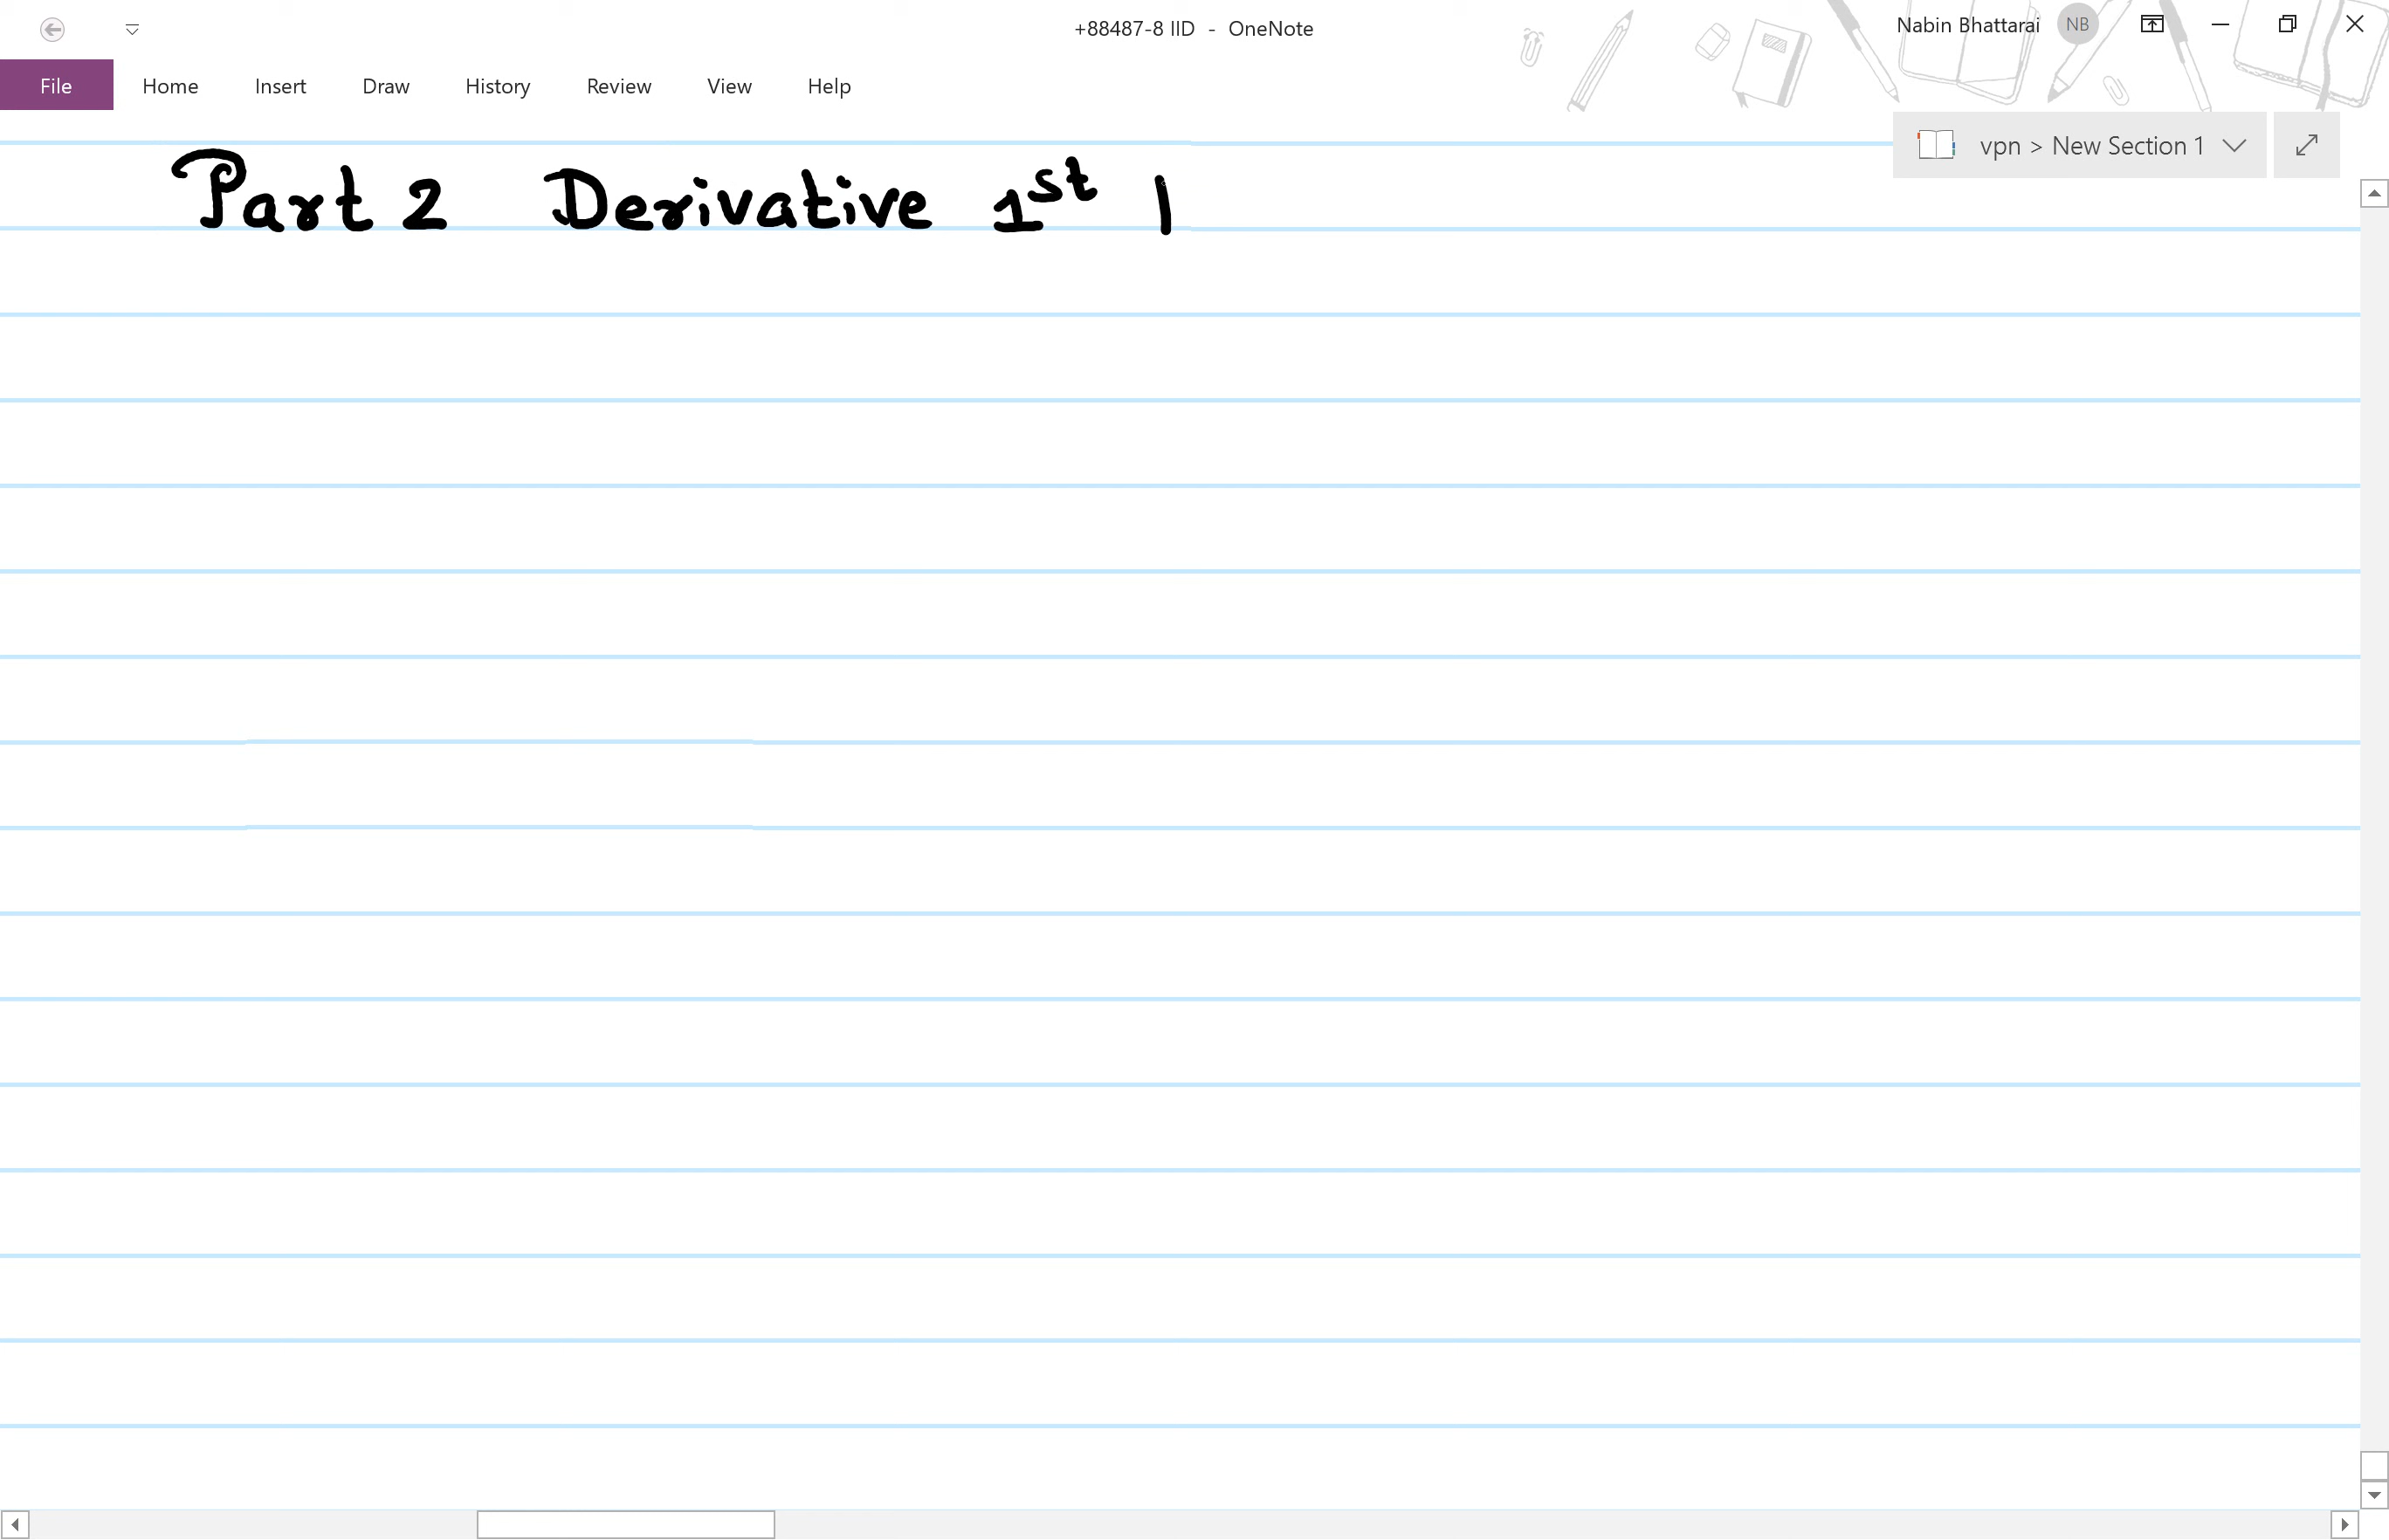 +88487-8 IID - OneNote
Nabin Bhattarai NB
File Home Insert Draw History Review View Help
vpn > New Section 1
Part 2 Derivative 1st